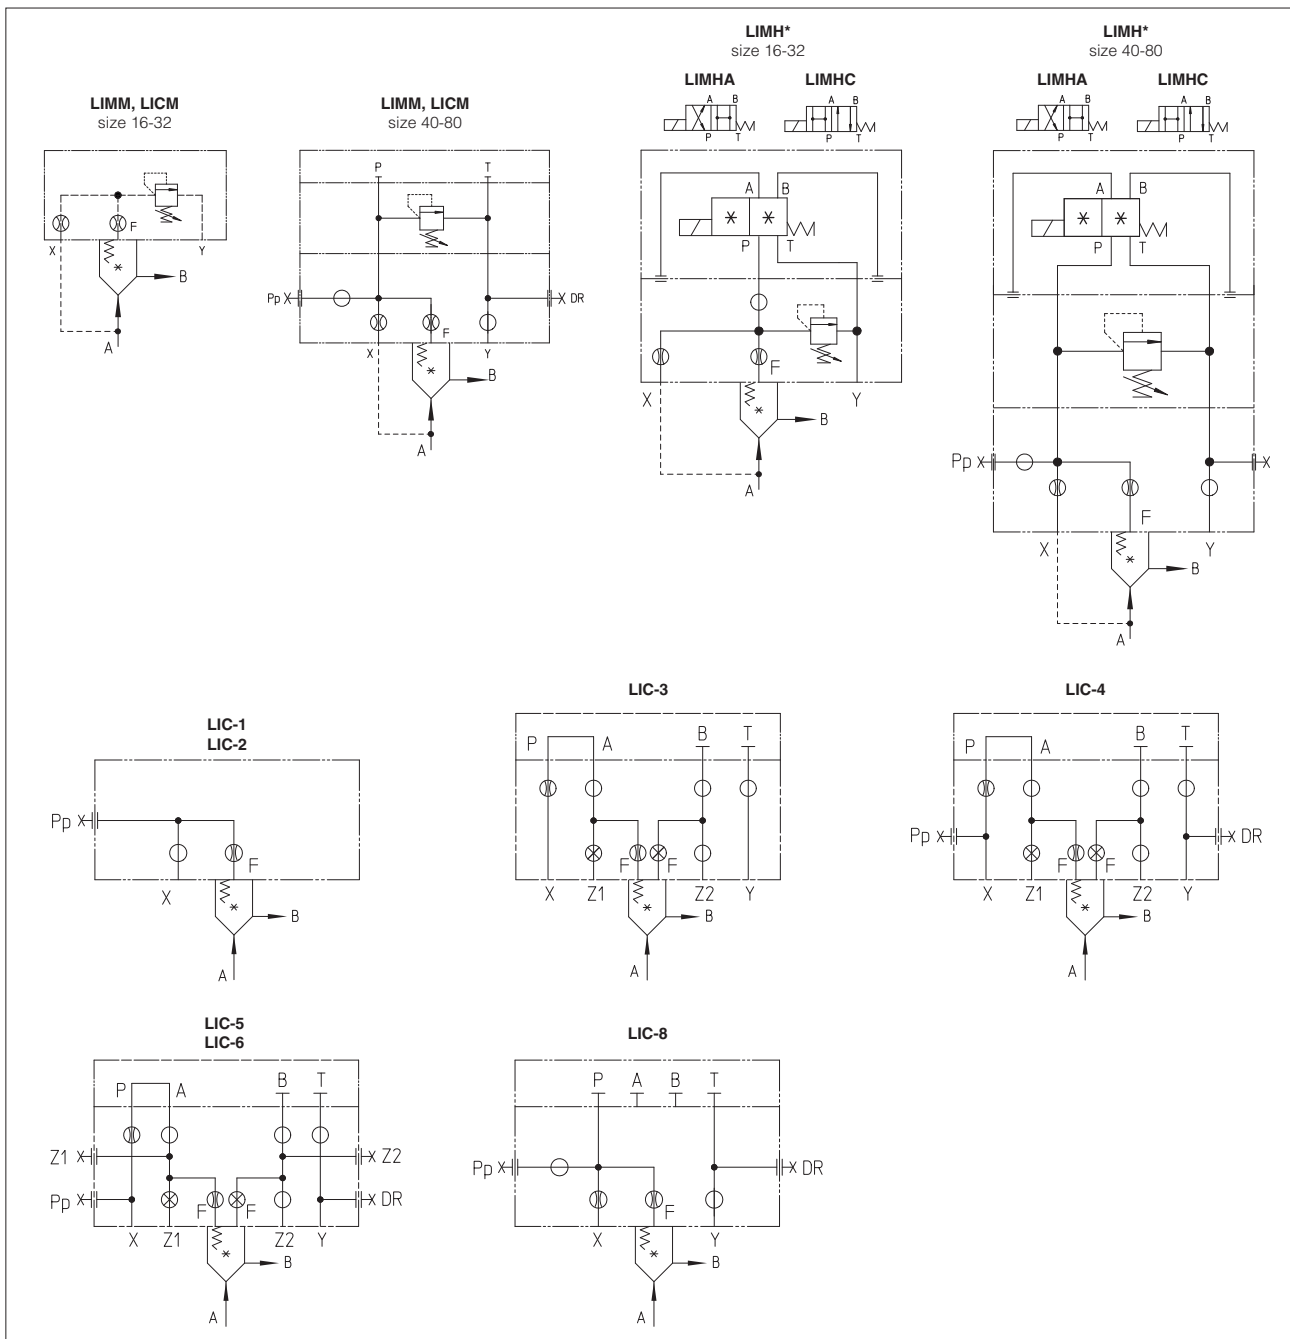 LIMM, LICM
size 16-32
X
F
Y
B
A
LIMM, LICM
size 40-80
P
T
Pp
DR
F
X
Y
B
A
LIMH*
size 16-32
LIMHA
LIMHC
A B
P T
A B
P T
A B
* *
P T
F
X
Y
* B
A
LIMH*
size 40-80
LIMHA
LIMHC
A B
P T
A B
P T
A B
* *
P T
Pp
F
X
Y
* B
A
LIC-1
LIC-2
Pp
F
X
* B
A
LIC-3
P A B T
F F
X Z1 Z2 Y
* B
A
LIC-4
P A B T
Pp
DR
F F
X Z1 Z2 Y
* B
A
LIC-5
LIC-6
P A B T
Z1 Z2
Pp DR
F F
X Z1 Z2 Y
* B
A
LIC-8
P A B T
Pp DR
F
X Y
* B
A